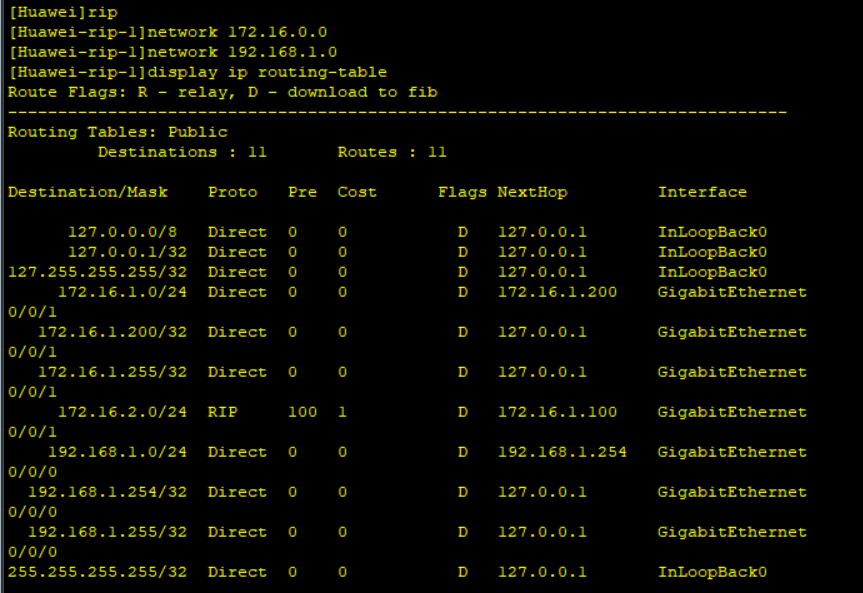 [Huawei]rip
[Huawei-rip-1]network 172.16.0.0
[Huawei-rip-1]network 192.168.1.0
[Huawei-rip-1]display ip routing-table
Route Flags: R - relay, D - download to fib
------------------------------------------------------------------------------
Routing Tables: Public
         Destinations : 11       Routes : 11

Destination/Mask    Proto   Pre  Cost      Flags NextHop         Interface

      127.0.0.0/8   Direct  0    0           D   127.0.0.1       InLoopBack0
      127.0.0.1/32  Direct  0    0           D   127.0.0.1       InLoopBack0
127.255.255.255/32  Direct  0    0           D   127.0.0.1       InLoopBack0
     172.16.1.0/24  Direct  0    0           D   172.16.1.200    GigabitEthernet
0/0/1
   172.16.1.200/32  Direct  0    0           D   127.0.0.1       GigabitEthernet
0/0/1
   172.16.1.255/32  Direct  0    0           D   127.0.0.1       GigabitEthernet
0/0/1
     172.16.2.0/24  RIP     100  1           D   172.16.1.100    GigabitEthernet
0/0/1
    192.168.1.0/24  Direct  0    0           D   192.168.1.254   GigabitEthernet
0/0/0
  192.168.1.254/32  Direct  0    0           D   127.0.0.1       GigabitEthernet
0/0/0
  192.168.1.255/32  Direct  0    0           D   127.0.0.1       GigabitEthernet
0/0/0
255.255.255.255/32  Direct  0    0           D   127.0.0.1       InLoopBack0